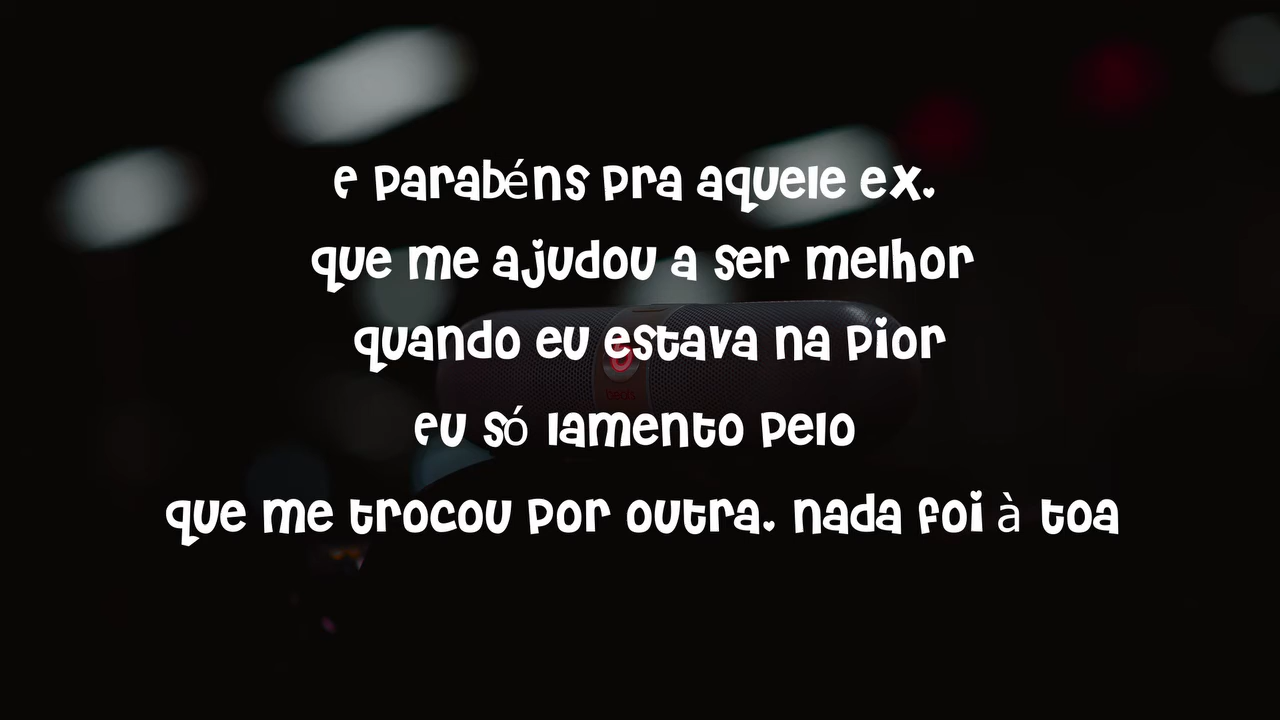 e parabéns pra aquele ex.
que me ajudou a ser melhor
quando eu estava na pior
eu só lamento pelo
que me trocou por outra. nada foi à toa